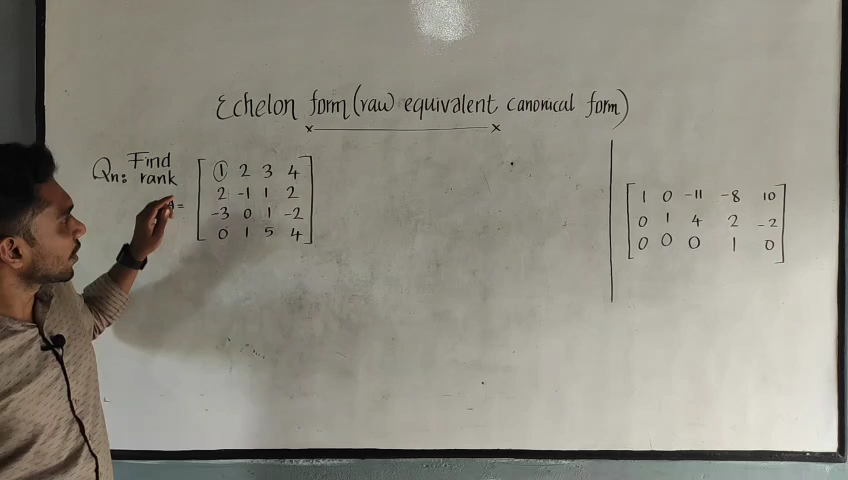 Echelon form (raw equivalent canonical form)
x x
Qn: Find rank
A =
1 2 3 4
2 -1 1 2
-3 0 1 -2
0 1 5 4
1 0 -11 -8 10
0 1 4 2 -2
0 0 0 1 0